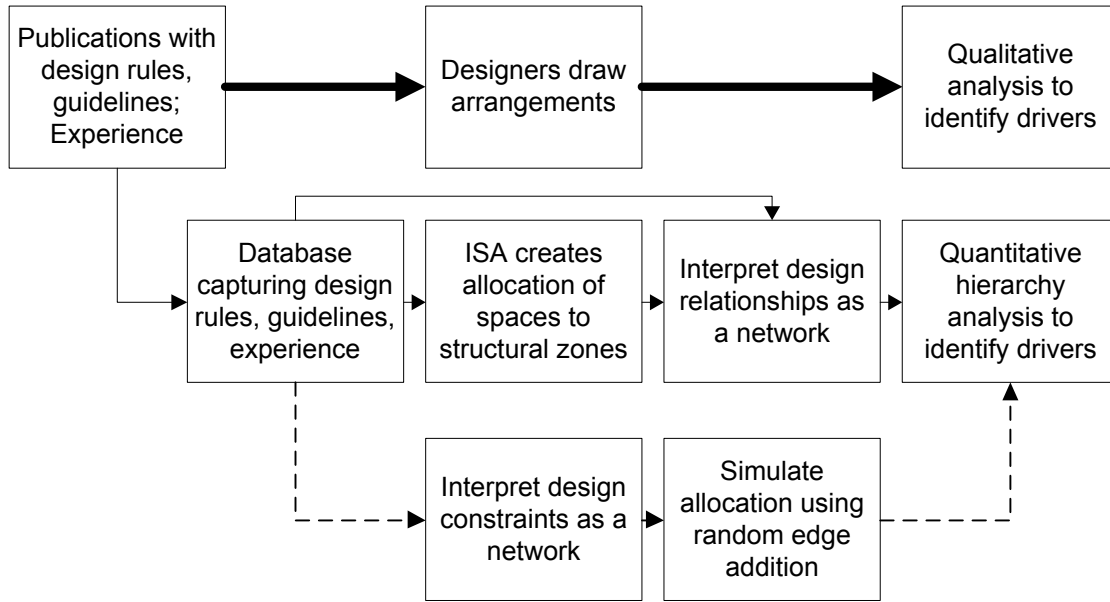 Publications with
design rules,
guidelines;
Experience
Designers draw
arrangements
Qualitative
analysis to
identify drivers
Database
capturing design
rules, guidelines,
experience
ISA creates
allocation of
spaces to
structural zones
Interpret design
relationships as
a network
Quantitative
hierarchy
analysis to
identify drivers
Interpret design
constraints as a
network
Simulate
allocation using
random edge
addition